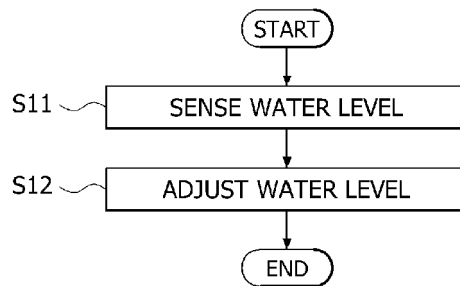 START
S11 SENSE WATER LEVEL
S12 ADJUST WATER LEVEL
END